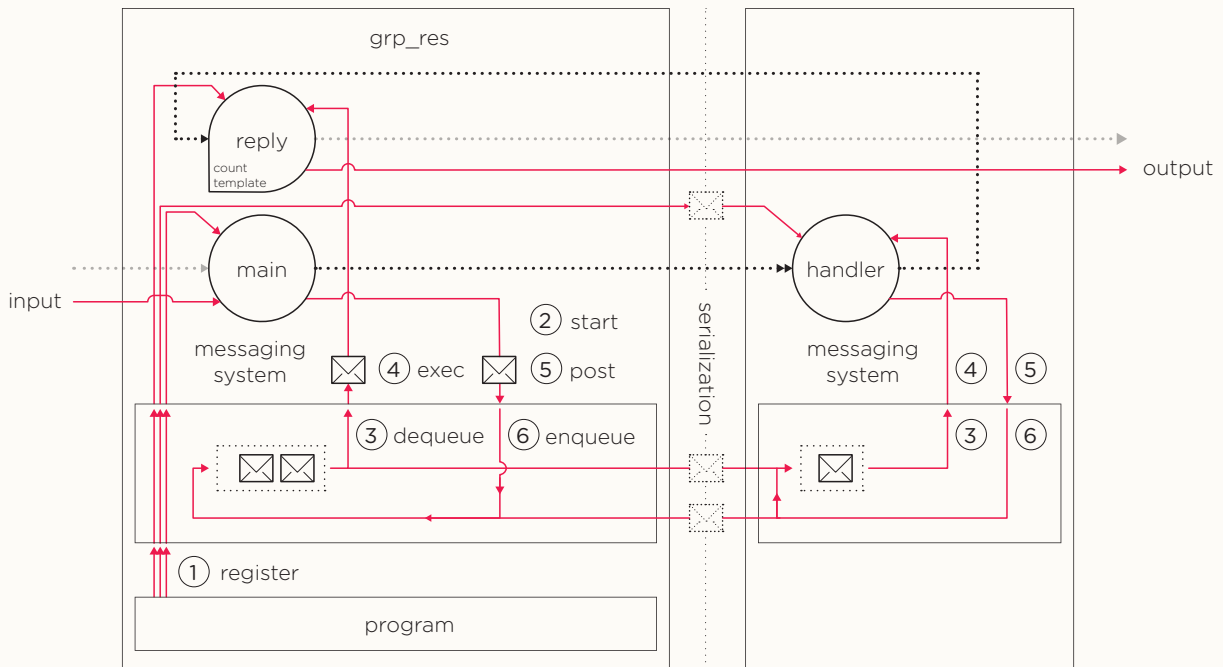 grp_res
reply
count
template
output
main
handler
input
② start
messaging
system
④ exec
⑤ post
serialization
messaging
system
④
⑤
③ dequeue
⑥ enqueue
③
⑥
① register
program